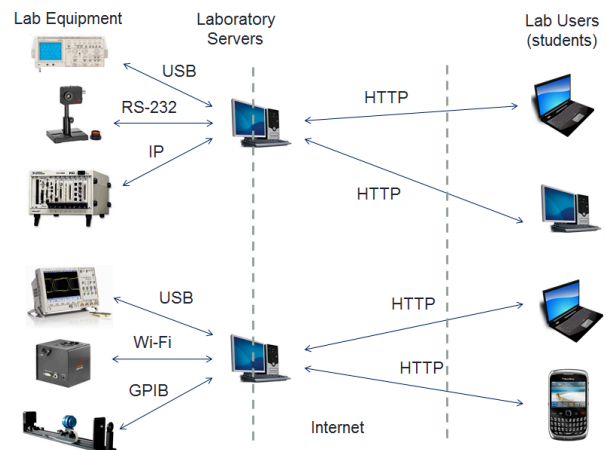 Lab Equipment
Laboratory
Servers
Lab Users
(students)
USB
RS-232
IP
HTTP
HTTP
USB
Wi-Fi
GPIB
HTTP
HTTP
Internet